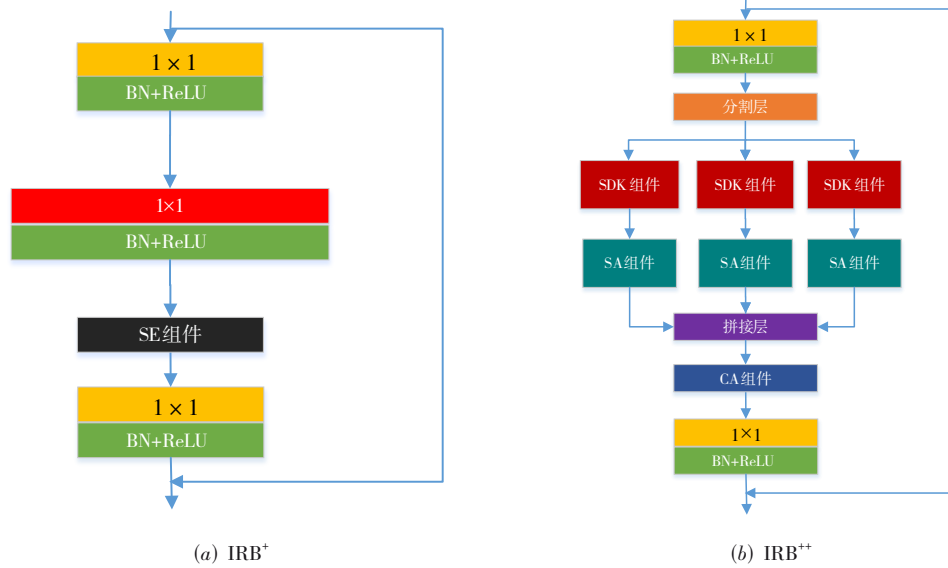 1 × 1
BN+ReLU
1×1
BN+ReLU
SE组件
1 × 1
BN+ReLU
(a) IRB⁺
1 × 1
BN+ReLU
分割层
SDK 组件 SDK 组件 SDK 组件
SA组件 SA组件 SA组件
拼接层
CA组件
1×1
BN+ReLU
(b) IRB⁺⁺